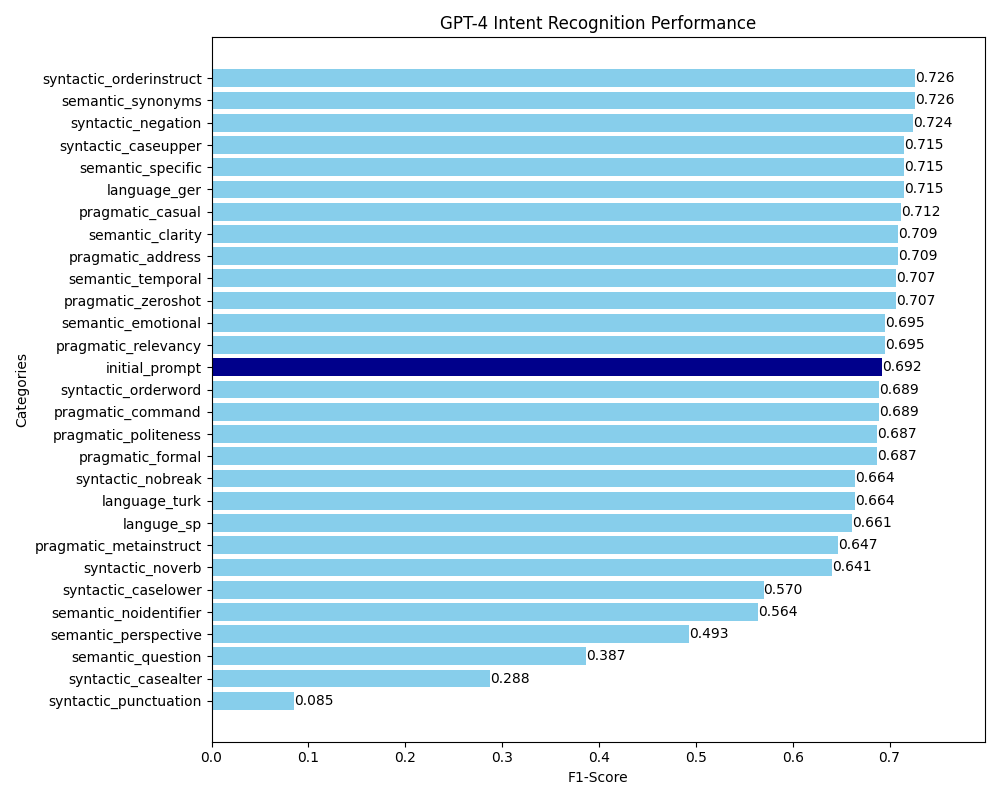 GPT-4 Intent Recognition Performance
Categories
syntactic_orderinstruct 0.726
semantic_synonyms 0.726
syntactic_negation 0.724
syntactic_caseupper 0.715
semantic_specific 0.715
language_ger 0.715
pragmatic_casual 0.712
semantic_clarity 0.709
pragmatic_address 0.709
semantic_temporal 0.707
pragmatic_zeroshot 0.707
semantic_emotional 0.695
pragmatic_relevancy 0.695
initial_prompt 0.692
syntactic_orderword 0.689
pragmatic_command 0.689
pragmatic_politeness 0.687
pragmatic_formal 0.687
syntactic_nobreak 0.664
language_turk 0.664
languge_sp 0.661
pragmatic_metainstruct 0.647
syntactic_noverb 0.641
syntactic_caselower 0.570
semantic_noidentifier 0.564
semantic_perspective 0.493
semantic_question 0.387
syntactic_casealter 0.288
syntactic_punctuation 0.085
0.0 0.1 0.2 0.3 0.4 0.5 0.6 0.7
F1-Score